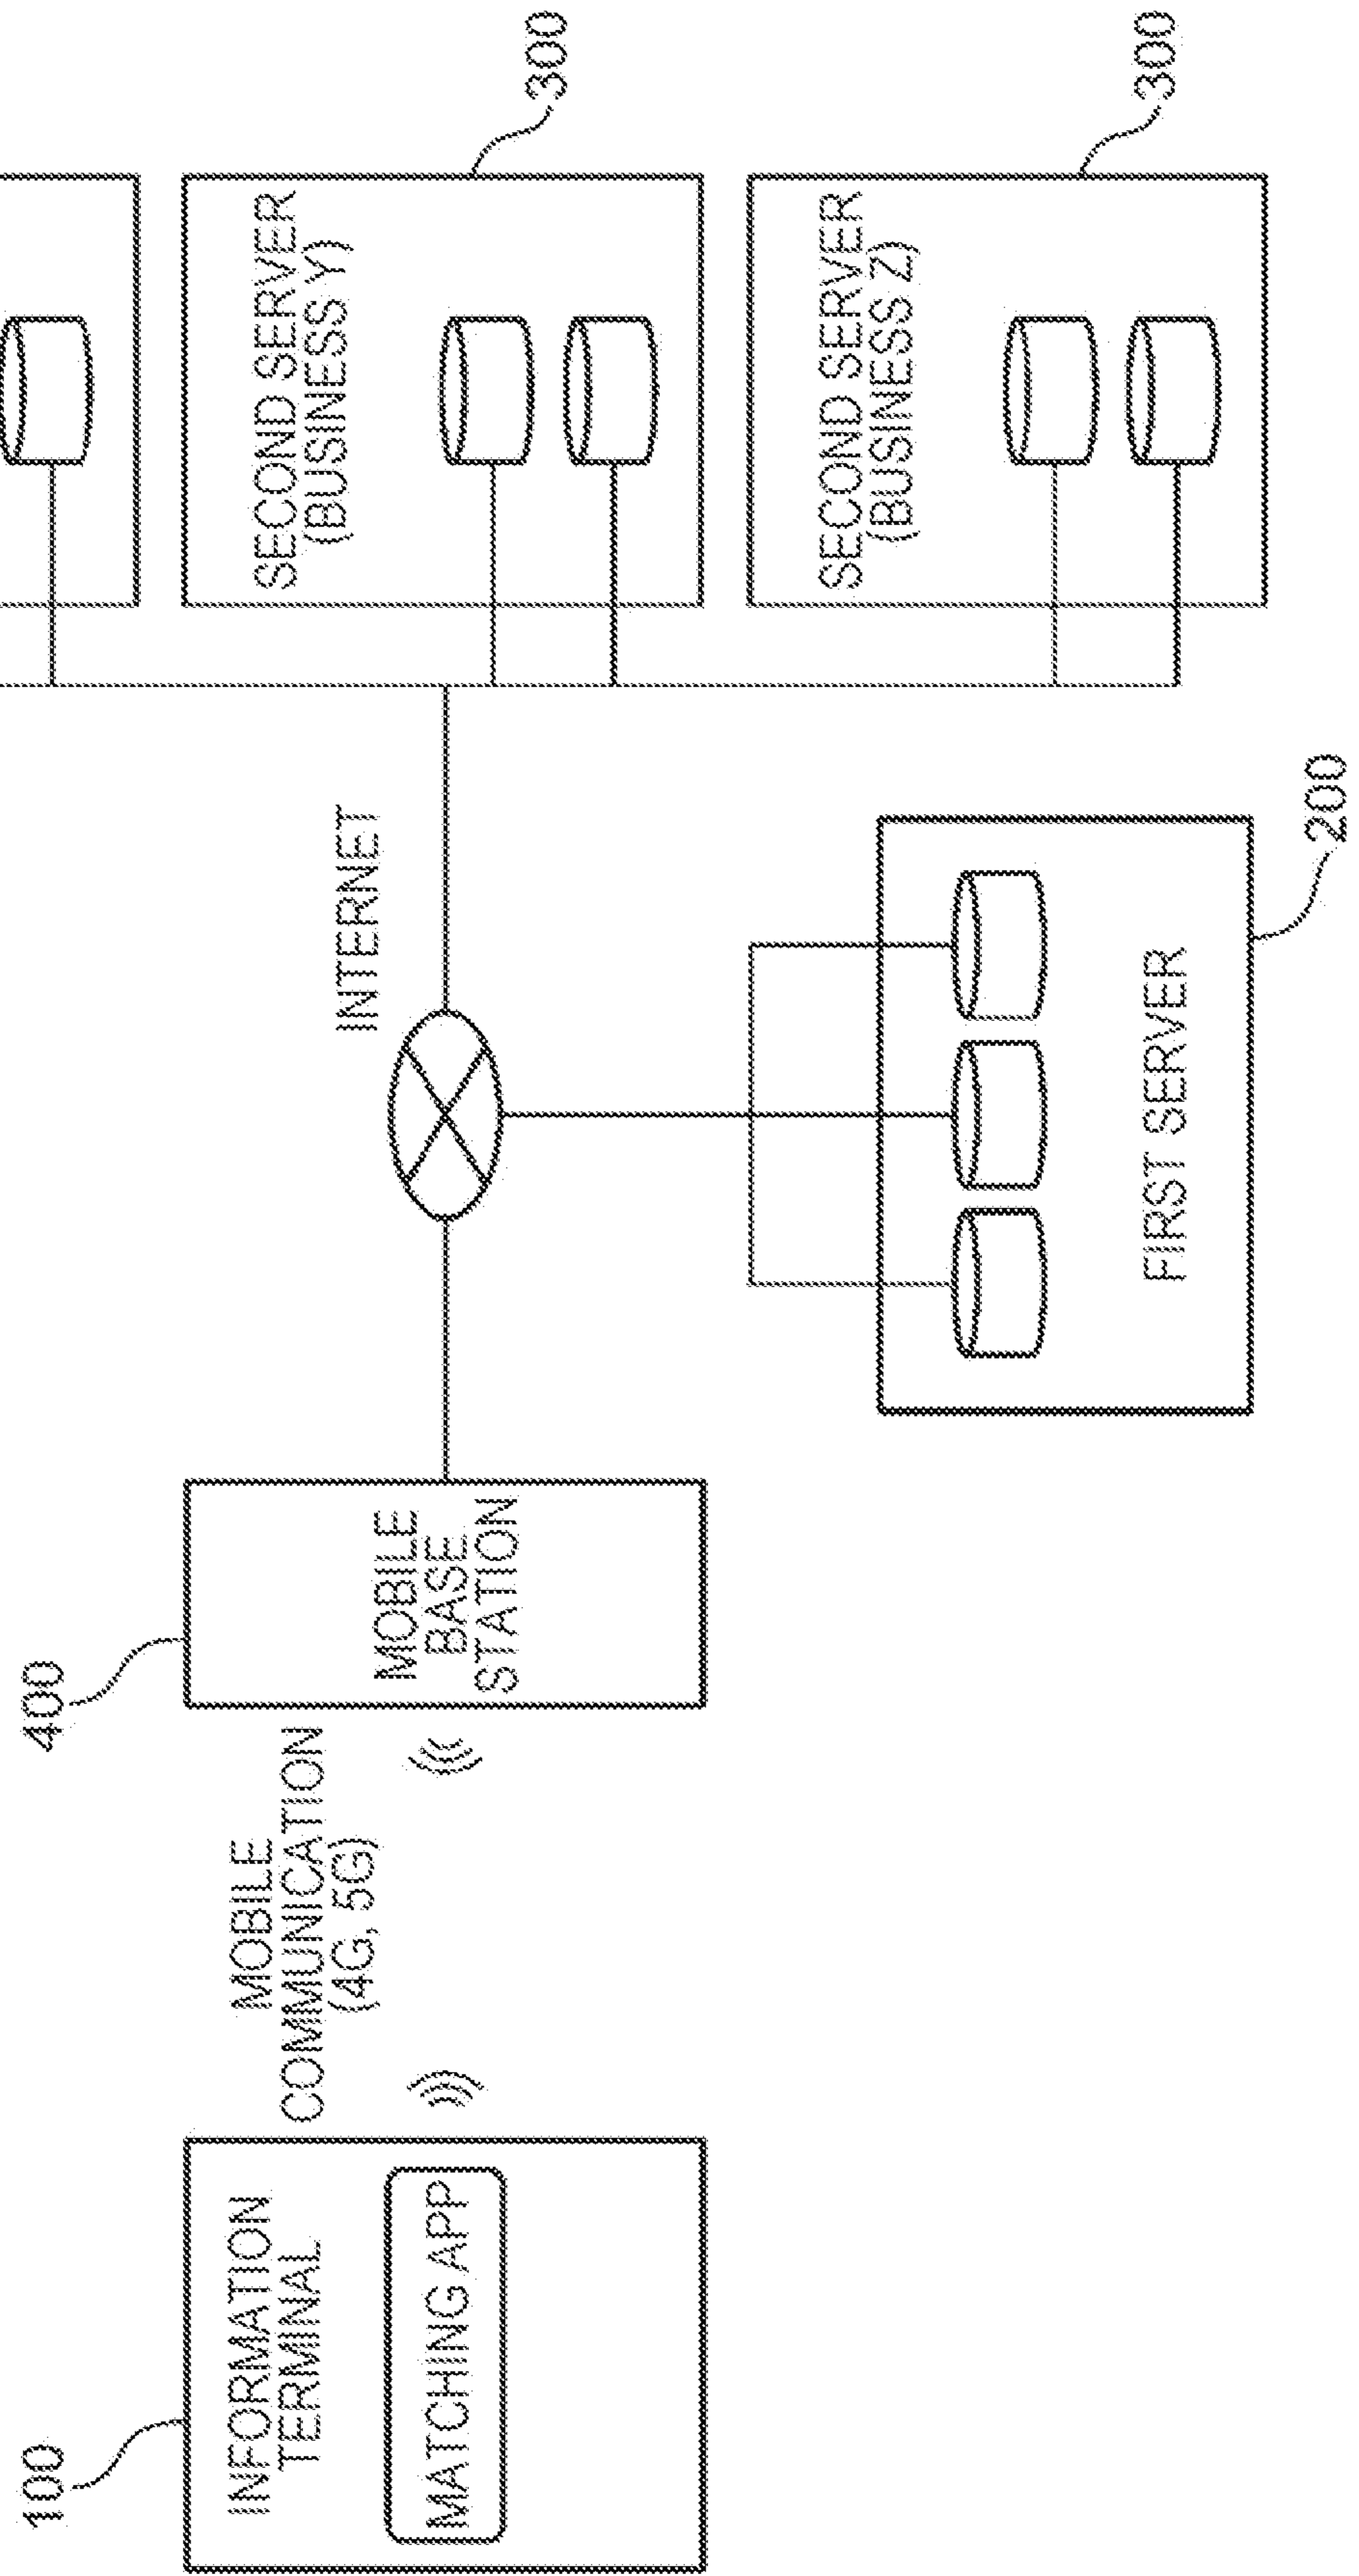 100
INFORMATION
TERMINAL
MATCHING APP
MOBILE
COMMUNICATION
(4G, 5G)
400
MOBILE
BASE
STATION
INTERNET
FIRST SERVER
200
SECOND SERVER
(BUSINESS Y)
300
SECOND SERVER
(BUSINESS Z)
300